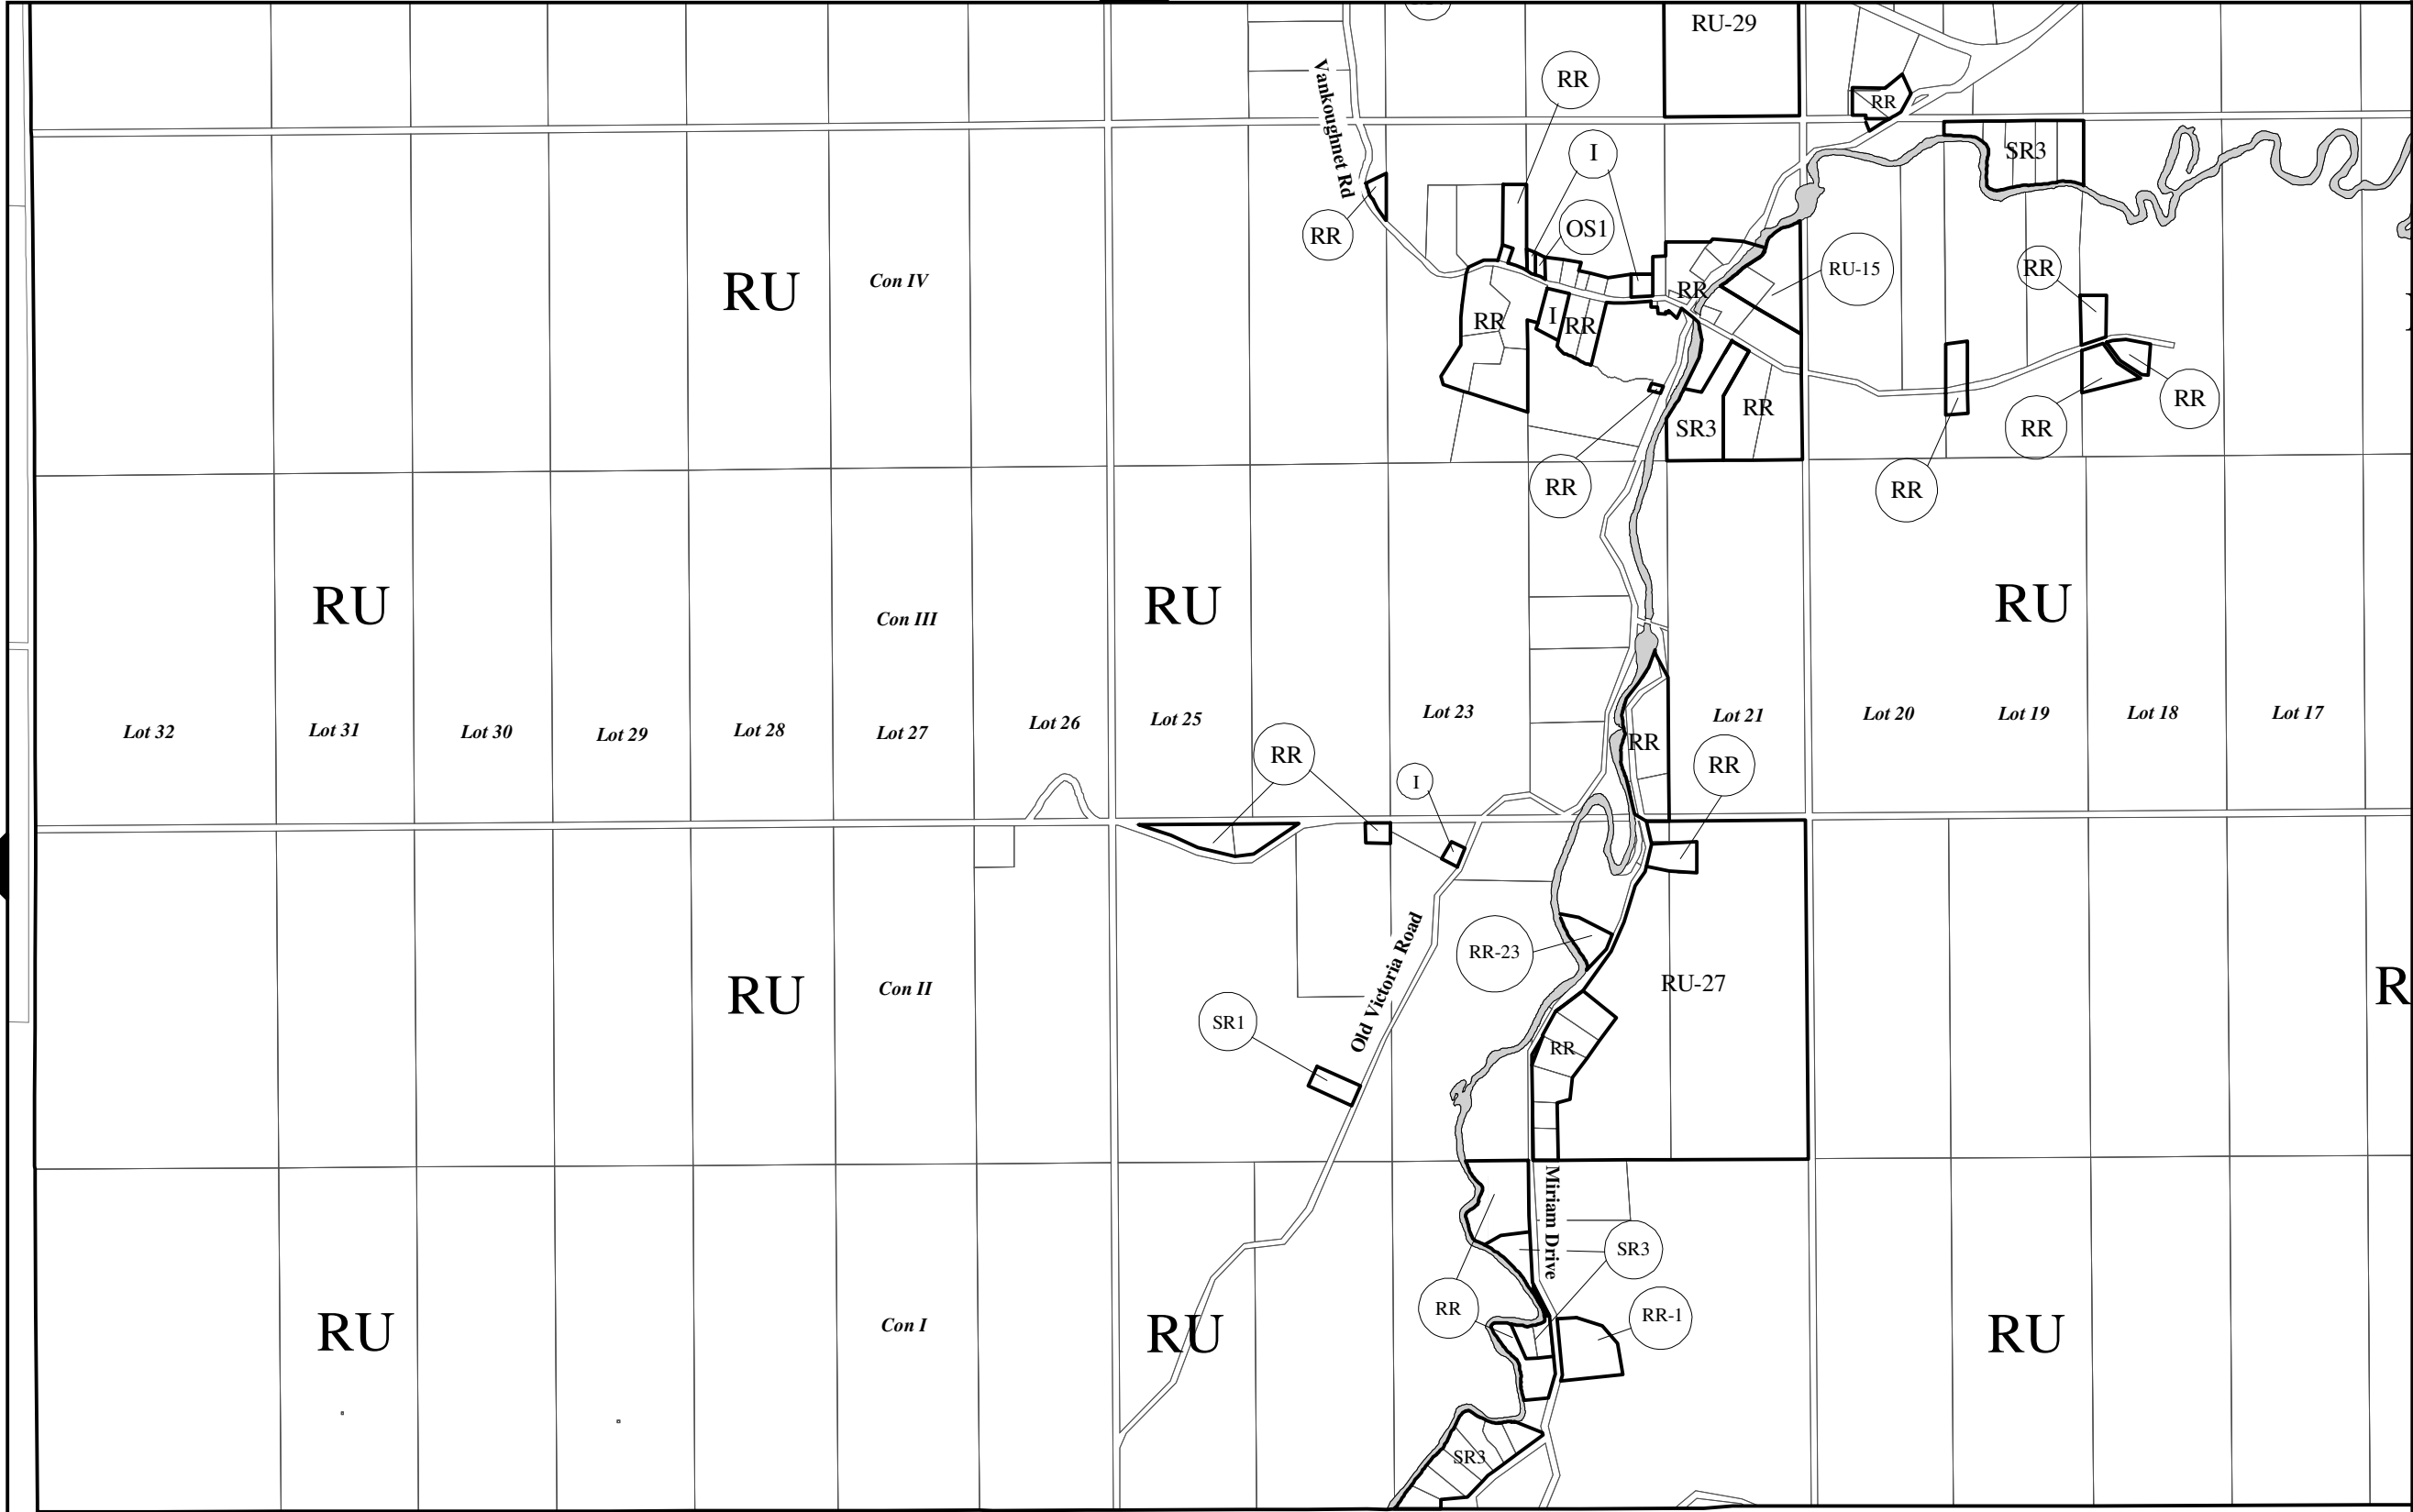 RU-29
Vankoughnet Rd
RR
RR
I
SR3
RR
OS1
RU-15
RR
RU
Con IV
RR
RR
I
RR
RR
SR3
RR
RR
RR
RR
RR
RU
Con III
RU
RU
Lot 32
Lot 31
Lot 30
Lot 29
Lot 28
Lot 27
Lot 26
Lot 25
Lot 23
Lot 21
Lot 20
Lot 19
Lot 18
Lot 17
RR
RR
I
RR
Old Victoria Road
RR-23
RU
Con II
RU-27
R
SR1
RR
Miriam Drive
SR3
RR
RR-1
RU
Con I
RU
RU
SR3